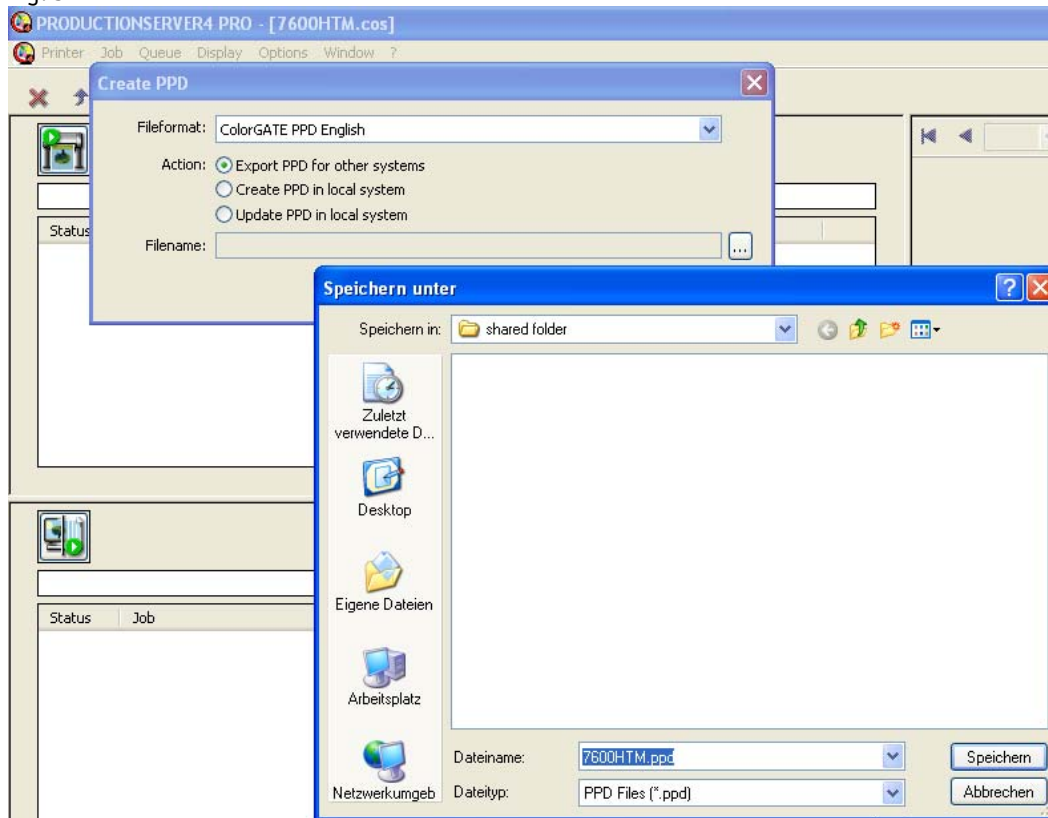 PRODUCTIONSERVER4 PRO - [7600HTM.cos]
Printer Job Queue Display Options Window ?
Create PPD
Fileformat: ColorGATE PPD English
Action: Export PPD for other systems
Create PPD in local system
Update PPD in local system
Filename: ...
Status
Speichern unter
Speichern in: shared folder
Zuletzt
verwendete D...
Desktop
Eigene Dateien
Arbeitsplatz
Netzwerkumgeb
Dateiname: 7600HTM.ppd Speichern
Dateityp: PPD Files (*.ppd) Abbrechen
Status Job